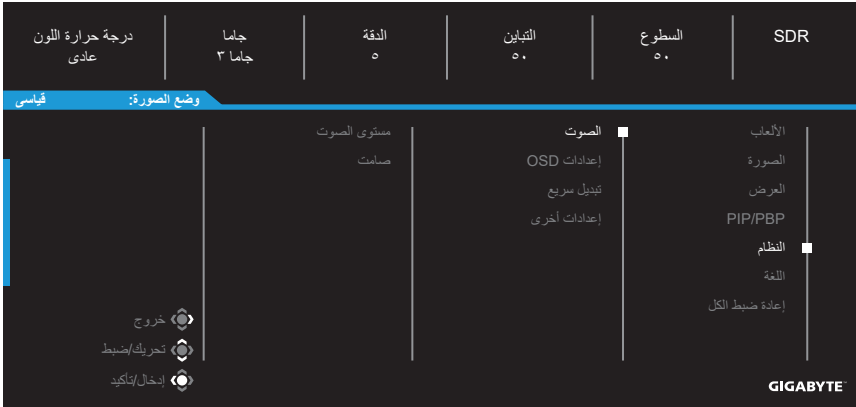 SDR
السطوع
٥٠
التباين
٥٠
الدقة
٥
جاما
جاما ٣
درجة حرارة اللون
عادى
وضع الصورة: قياسى
الألعاب
الصورة
العرض
PIP/PBP
النظام
اللغة
إعادة ضبط الكل
الصوت
إعدادات OSD
تبديل سريع
إعدادات أخرى
مستوى الصوت
صامت
خروج
تحريك/ضبط
إدخال/تأكيد
GIGABYTE™